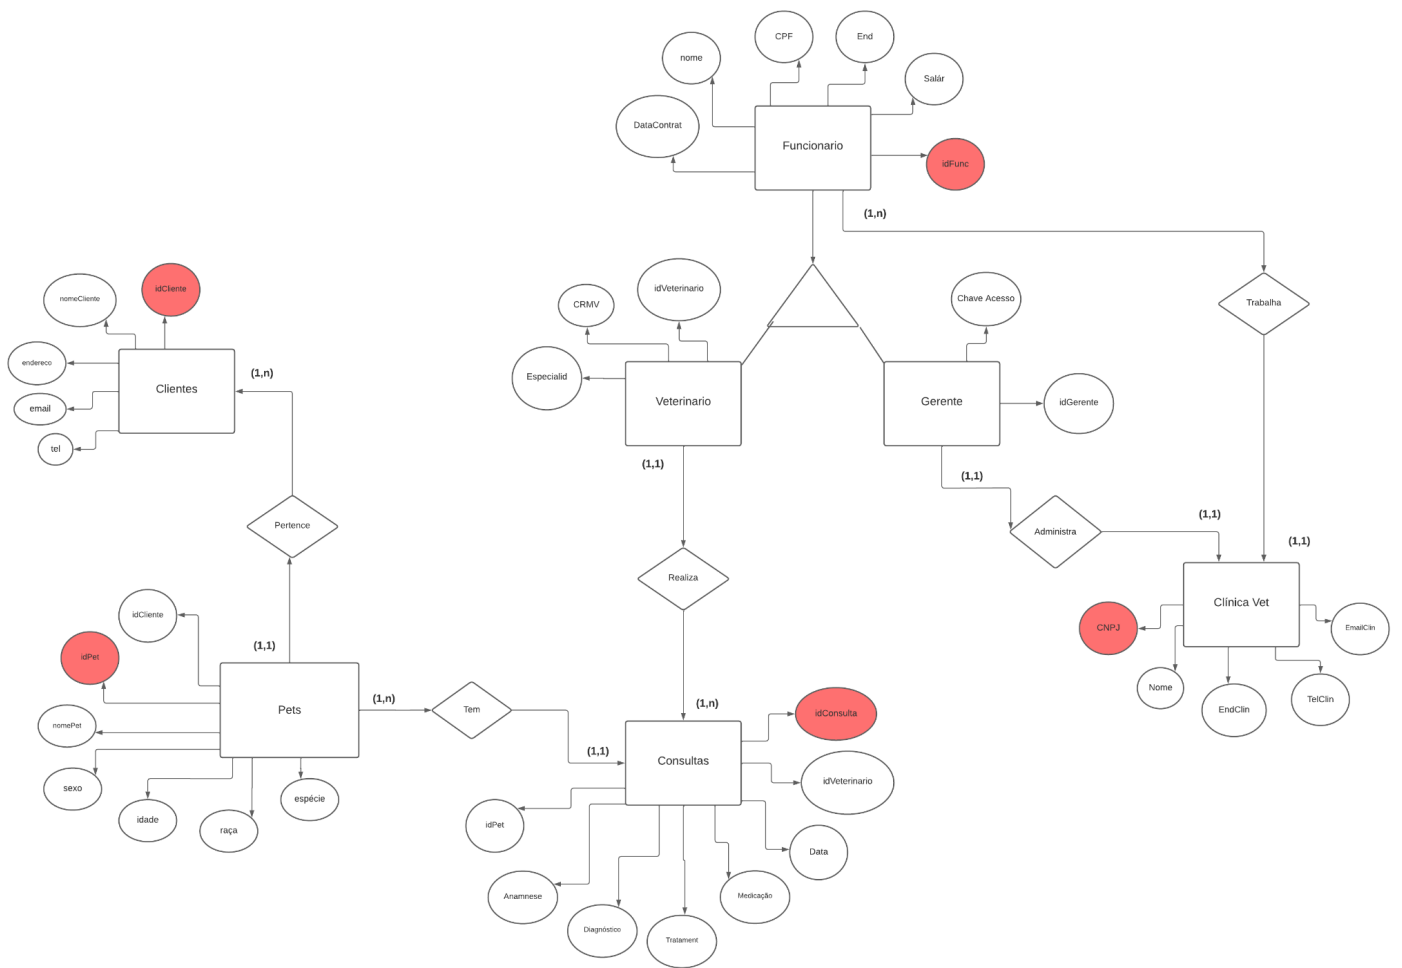 CPF
End
nome
Salár
DataContrat
Funcionario
idFunc
(1,n)
idCliente
nomeCliente
endereco
Clientes
(1,n)
email
tel
CRMV
idVeterinario
Chave Acesso
Trabalha
Especialid
Veterinario
Gerente
idGerente
(1,1)
(1,1)
Pertence
Administra
(1,1)
(1,1)
Realiza
Clínica Vet
CNPJ
EmailClin
Nome
EndClin
TelClin
idCliente
idPet
(1,1)
Pets
(1,n)
Tem
nomePet
sexo
idade
raça
espécie
(1,n)
idConsulta
(1,1)
Consultas
idVeterinario
idPet
Data
Anamnese
Medicação
Diagnóstico
Tratament